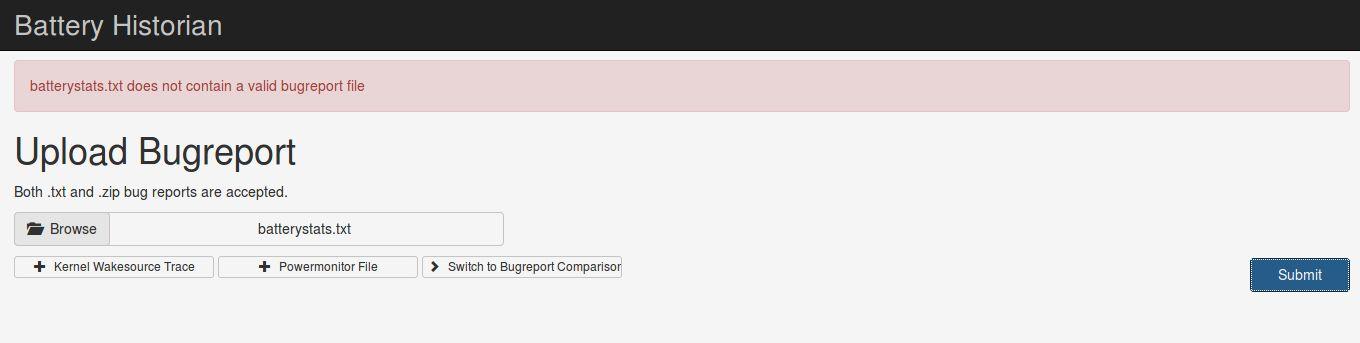 Battery Historian
batterystats.txt does not contain a valid bugreport file
Upload Bugreport
Both .txt and .zip bug reports are accepted.
Browse batterystats.txt
Kernel Wakesource Trace Powermonitor File Switch to Bugreport Comparison
Submit